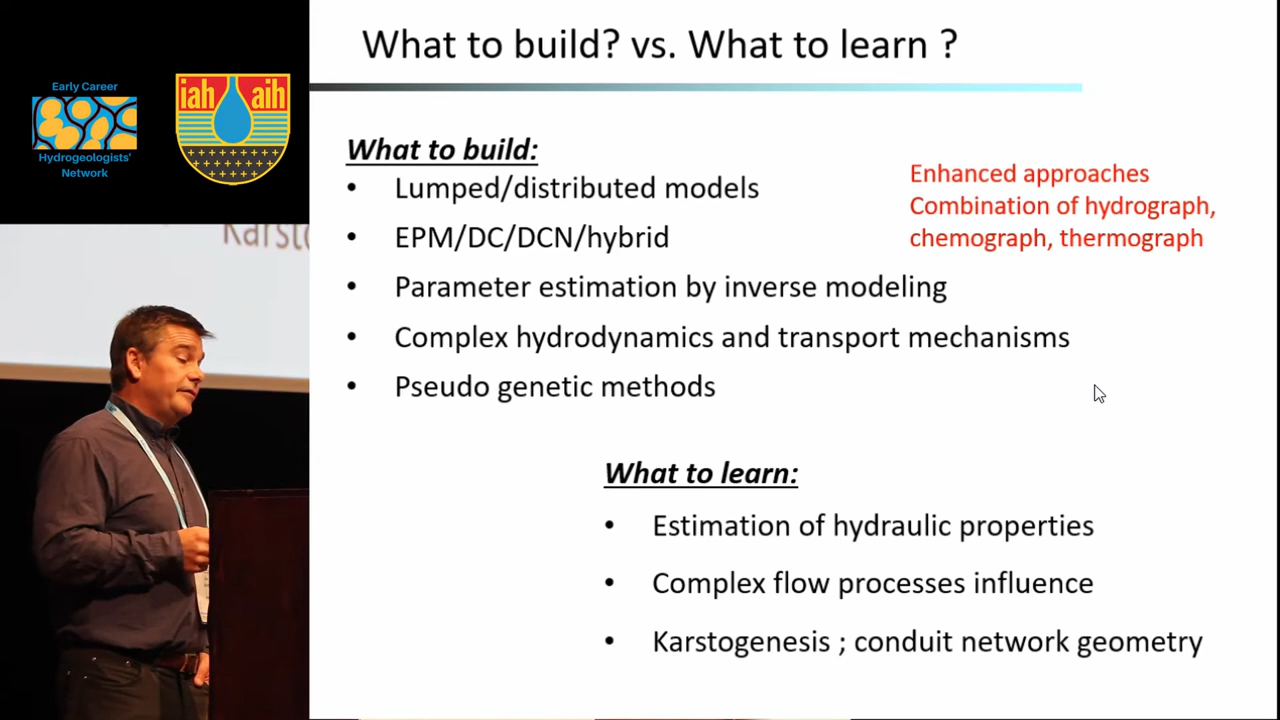 What to build? vs. What to learn ?
Early Career
Hydrogeologists'
Network
iah aih
What to build:
• Lumped/distributed models
• EPM/DC/DCN/hybrid
• Parameter estimation by inverse modeling
• Complex hydrodynamics and transport mechanisms
• Pseudo genetic methods
Enhanced approaches
Combination of hydrograph,
chemograph, thermograph
What to learn:
• Estimation of hydraulic properties
• Complex flow processes influence
• Karstogenesis ; conduit network geometry